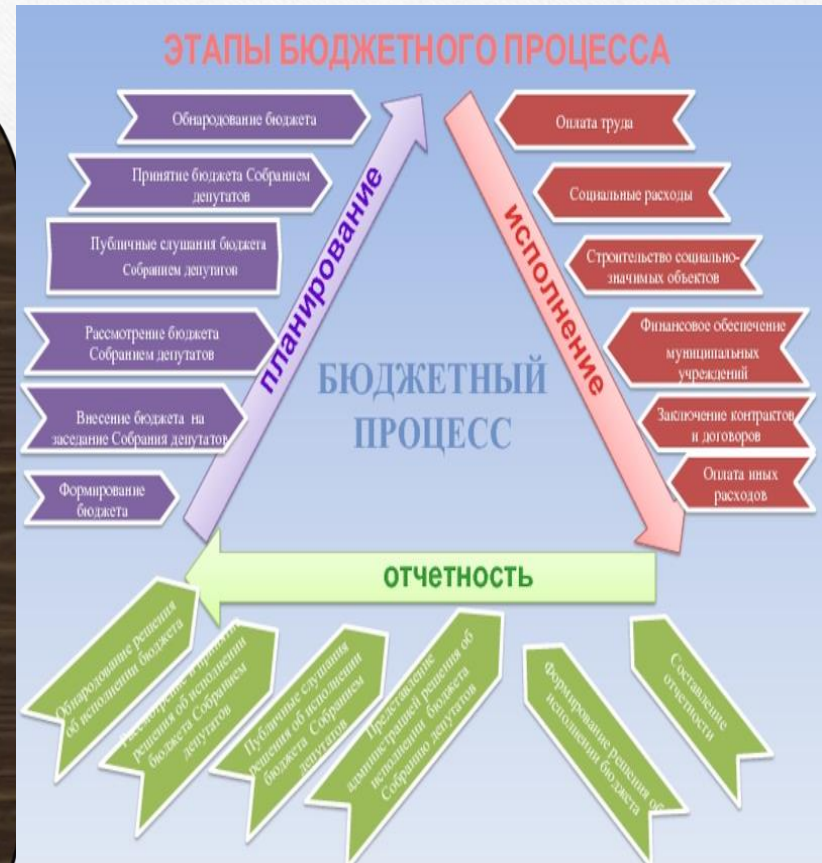 ЭТАПЫ БЮДЖЕТНОГО ПРОЦЕССА
Обнародование бюджета
Принятие бюджета Собранием
депутатов
Публичные слушания бюджета
Собранием депутатов
Рассмотрение бюджета
Собранием депутатов
Внесение бюджета на
заседание Собрания депутатов
Формирование
бюджета
планирование
БЮДЖЕТНЫЙ
ПРОЦЕСС
исполнение
Оплата труда
Социальные расходы
Строительство социально-
значимых объектов
Финансовое обеспечение
муниципальных
учреждений
Заключение контрактов
и договоров
Оплата иных
расходов
отчетность
Обнародование решения
об исполнении бюджета
Рассмотрение и принятие
решения об исполнении
бюджета Собранием
депутатов
Публичные слушания
решения об исполнении
бюджета Собранием
депутатов
Представление
администрацией решения об
исполнении бюджета
Собранию депутатов
Формирование решения об
исполнении бюджета
Составление
отчетности